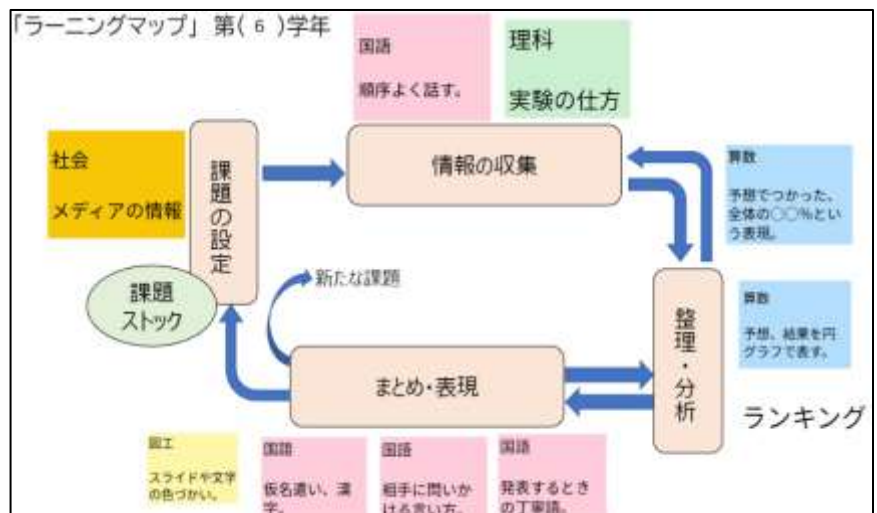 「ラーニングマップ」 第( 6 )学年
国語
順序よく話す。
理科
実験の仕方
社会
メディアの情報
課題の設定
課題
ストック
情報の収集
算数
予想でつかった、
全体の○○%とい
う表現。
新たな課題
整理・分析
算数
予想、結果を円
グラフで表す。
まとめ・表現
ランキング
図工
スライドや文字
の色づかい。
国語
仮名遣い、漢
字。
国語
相手に問いか
ける言い方。
国語
発表するとき
の丁寧語。